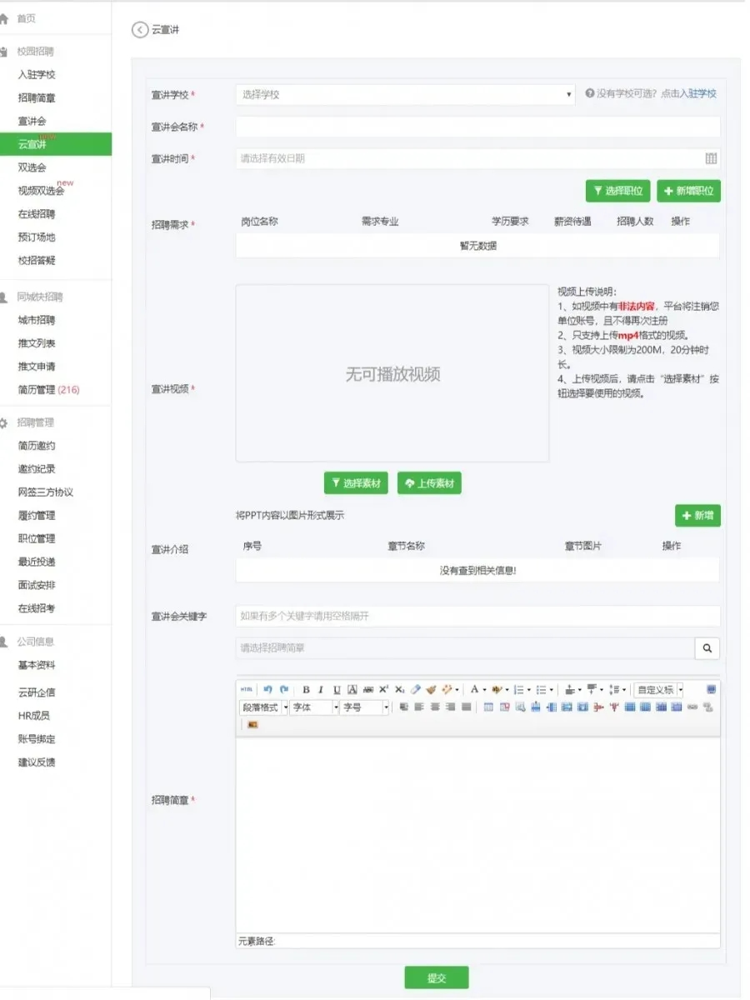 首页
校园招聘
入驻学校
招聘简章
宣讲会
云宣讲
双选会
视频双选会 new
在线招聘
预订场地
校招答疑
同城快招聘
城市招聘
推文列表
推文申请
简历管理 (216)
招聘管理
简历邀约
邀约纪录
网签三方协议
履约管理
职位管理
最近投递
面试安排
在线招考
公司信息
基本资料
云研企信
HR成员
账号绑定
建议反馈
云宣讲
宣讲学校 * 选择学校 没有学校可选? 点击入驻学校
宣讲会名称 *
宣讲时间 * 请选择有效日期
选择职位 新增职位
招聘需求 * 岗位名称 需求专业 学历要求 薪资待遇 招聘人数 操作
暂无数据
宣讲视频 *
无可播放视频
视频上传说明:
1、如视频中有非法内容，平台将注销您
单位账号，且不得再次注册
2、只支持上传mp4格式的视频。
3、视频大小限制为200M，20分钟时
长。
4、上传视频后，请点击“选择素材”按
钮选择要使用的视频。
选择素材 上传素材
将PPT内容以图片形式展示 新增
宣讲介绍 序号 章节名称 章节图片 操作
没有查到相关信息!
宣讲会关键字 如果有多个关键字请用空格隔开
请选择招聘简章
招聘简章 *
HTML B I U A ABC X² X₂ A 自定义标
段落格式 字体 字号
元素路径:
提交